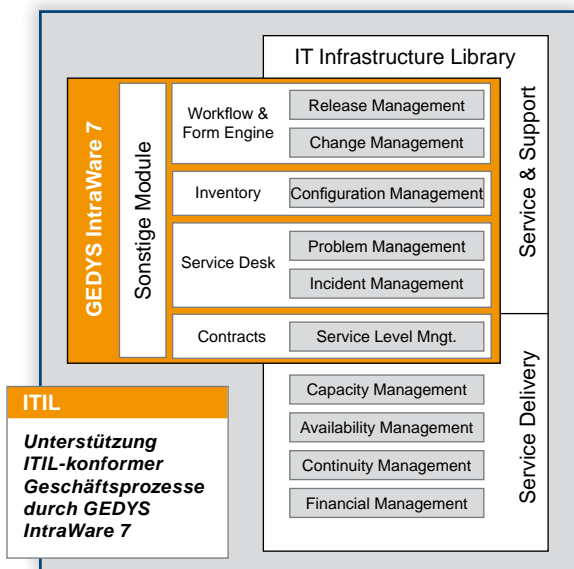 IT Infrastructure Library
GEDYS IntraWare 7
Sonstige Module
Workflow &
Form Engine
Release Management
Change Management
Inventory
Configuration Management
Service Desk
Problem Management
Incident Management
Contracts
Service Level Mngt.
Service & Support
Capacity Management
Availability Management
Continuity Management
Financial Management
Service Delivery
ITIL
Unterstützung
ITIL-konformer
Geschäftsprozesse
durch GEDYS
IntraWare 7